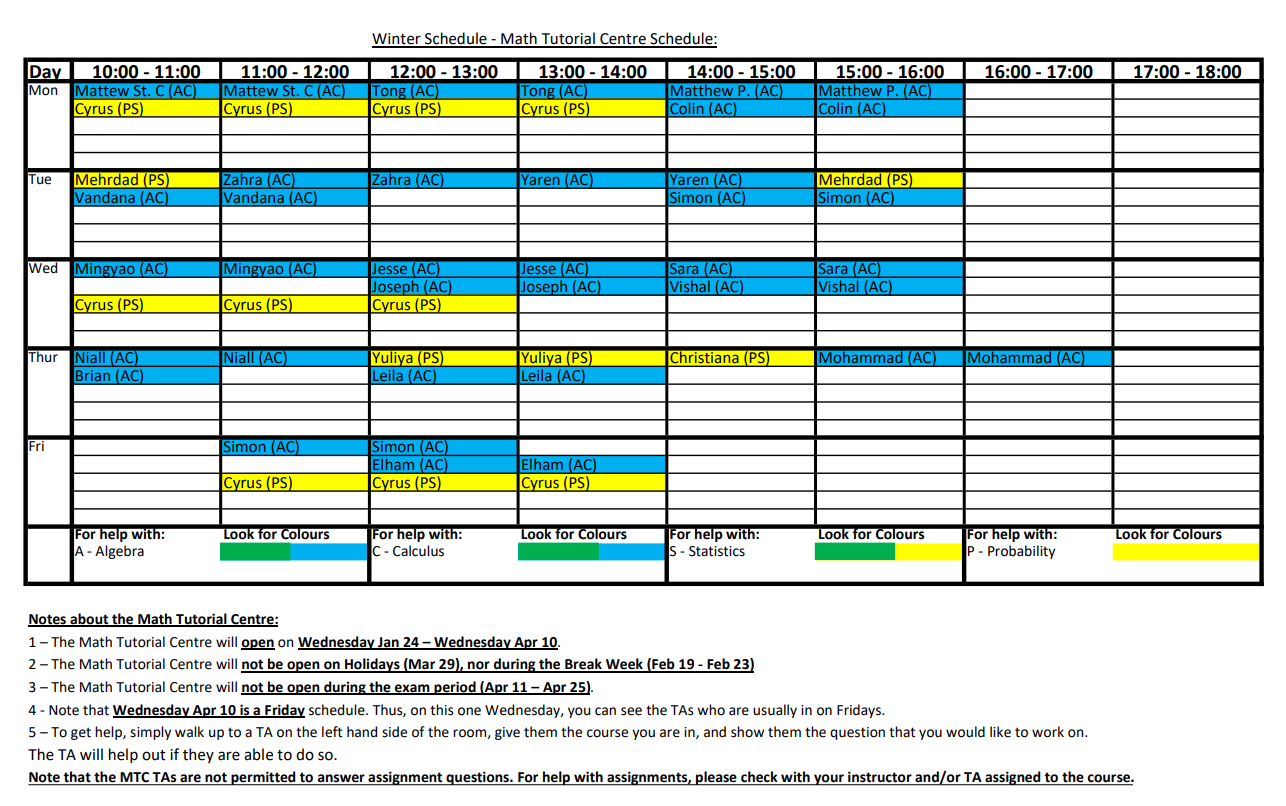 Winter Schedule - Math Tutorial Centre Schedule:
Day 10:00 - 11:00 11:00 - 12:00 12:00 - 13:00 13:00 - 14:00 14:00 - 15:00 15:00 - 16:00 16:00 - 17:00 17:00 - 18:00
Mon Mattew St. C (AC) Mattew St. C (AC) Tong (AC) Tong (AC) Matthew P. (AC) Matthew P. (AC)
Cyrus (PS) Cyrus (PS) Cyrus (PS) Cyrus (PS) Colin (AC) Colin (AC)
Tue Mehrdad (PS) Zahra (AC) Zahra (AC) Yaren (AC) Yaren (AC) Mehrdad (PS)
Vandana (AC) Vandana (AC) Simon (AC) Simon (AC)
Wed Mingyao (AC) Mingyao (AC) Jesse (AC) Jesse (AC) Sara (AC) Sara (AC)
Joseph (AC) Joseph (AC) Vishal (AC) Vishal (AC)
Cyrus (PS) Cyrus (PS) Cyrus (PS)
Thur Niall (AC) Niall (AC) Yuliya (PS) Yuliya (PS) Christiana (PS) Mohammad (AC) Mohammad (AC)
Brian (AC) Leila (AC) Leila (AC)
Fri Simon (AC) Simon (AC)
Elham (AC) Elham (AC)
Cyrus (PS) Cyrus (PS) Cyrus (PS)
For help with: Look for Colours For help with: Look for Colours For help with: Look for Colours For help with: Look for Colours
A - Algebra C - Calculus S - Statistics P - Probability
Notes about the Math Tutorial Centre:
1 – The Math Tutorial Centre will open on Wednesday Jan 24 – Wednesday Apr 10.
2 – The Math Tutorial Centre will not be open on Holidays (Mar 29), nor during the Break Week (Feb 19 - Feb 23)
3 – The Math Tutorial Centre will not be open during the exam period (Apr 11 – Apr 25).
4 - Note that Wednesday Apr 10 is a Friday schedule. Thus, on this one Wednesday, you can see the TAs who are usually in on Fridays.
5 – To get help, simply walk up to a TA on the left hand side of the room, give them the course you are in, and show them the question that you would like to work on.
The TA will help out if they are able to do so.
Note that the MTC TAs are not permitted to answer assignment questions. For help with assignments, please check with your instructor and/or TA assigned to the course.